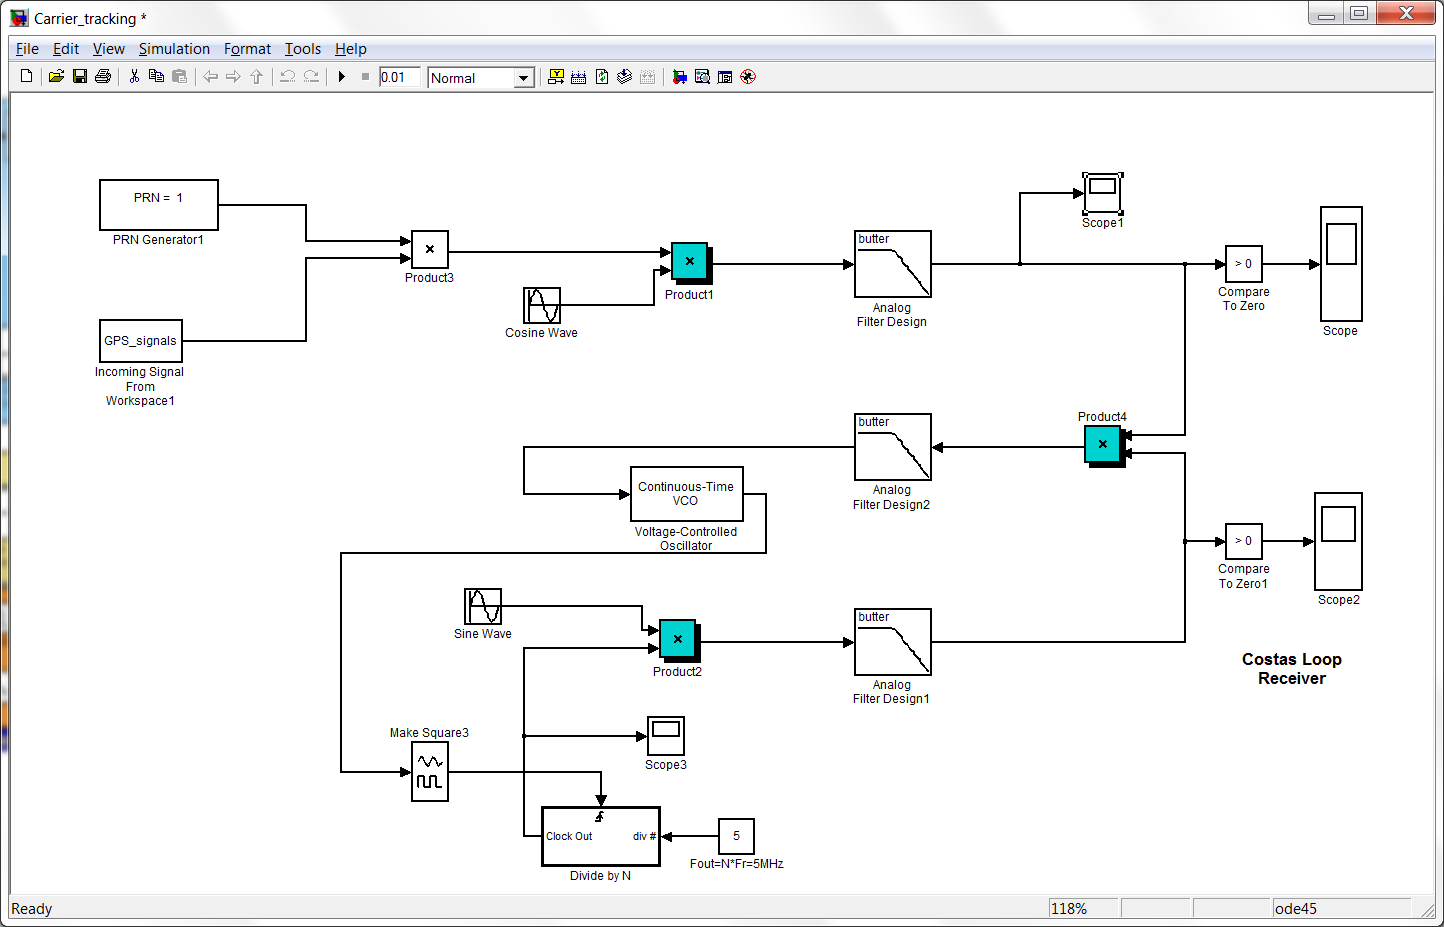 Carrier_tracking *
File Edit View Simulation Format Tools Help
0.01 Normal
PRN = 1
PRN Generator1
GPS_signals
Incoming Signal
From
Workspace1
×
Product3
Cosine Wave
×
Product1
butter
Analog
Filter Design
Scope1
> 0
Compare
To Zero
Scope
Product4
×
butter
Analog
Filter Design2
Continuous-Time
VCO
Voltage-Controlled
Oscillator
> 0
Compare
To Zero1
Scope2
Sine Wave
×
Product2
butter
Analog
Filter Design1
Costas Loop
Receiver
Make Square3
Scope3
Clock Out div #
Divide by N
5
Fout=N*Fr=5MHz
Ready 118% ode45